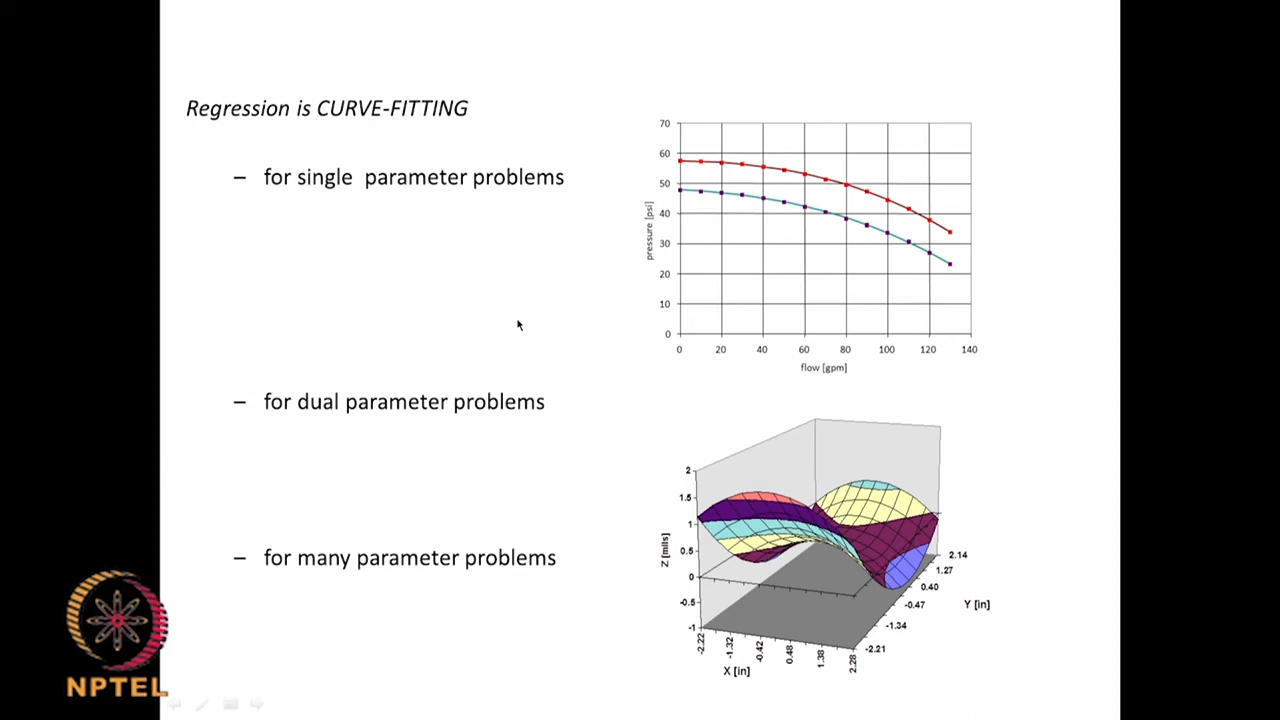 Regression is CURVE-FITTING
– for single parameter problems
– for dual parameter problems
– for many parameter problems
70
60
50
40
30
20
10
0
pressure [psi]
0 20 40 60 80 100 120 140
flow [gpm]
2
1.5
1
0.5
0
-0.5
-1
Z [mils]
-2.22 -1.32 -0.42 0.48 1.38 2.28
X [in]
2.14
1.27
0.40
-0.47
-1.34
-2.21
Y [in]
NPTEL